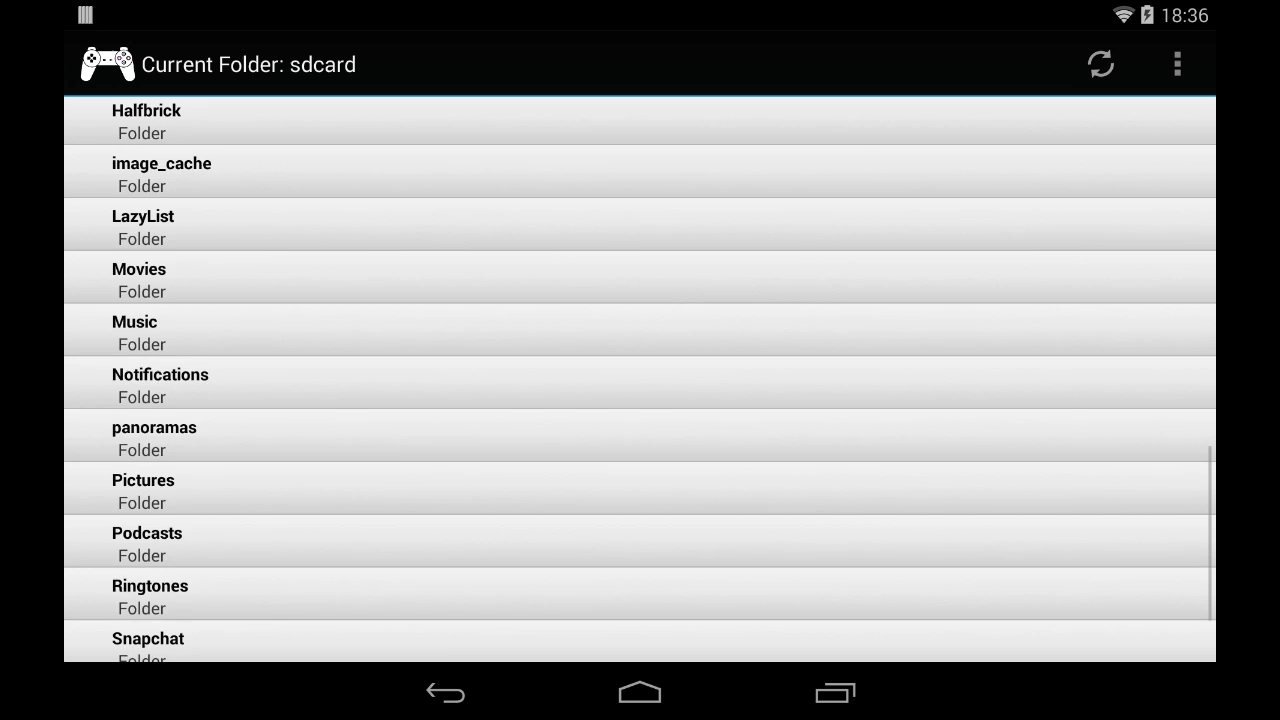 18:36
Current Folder: sdcard
Halfbrick
Folder
image_cache
Folder
LazyList
Folder
Movies
Folder
Music
Folder
Notifications
Folder
panoramas
Folder
Pictures
Folder
Podcasts
Folder
Ringtones
Folder
Snapchat
Folder